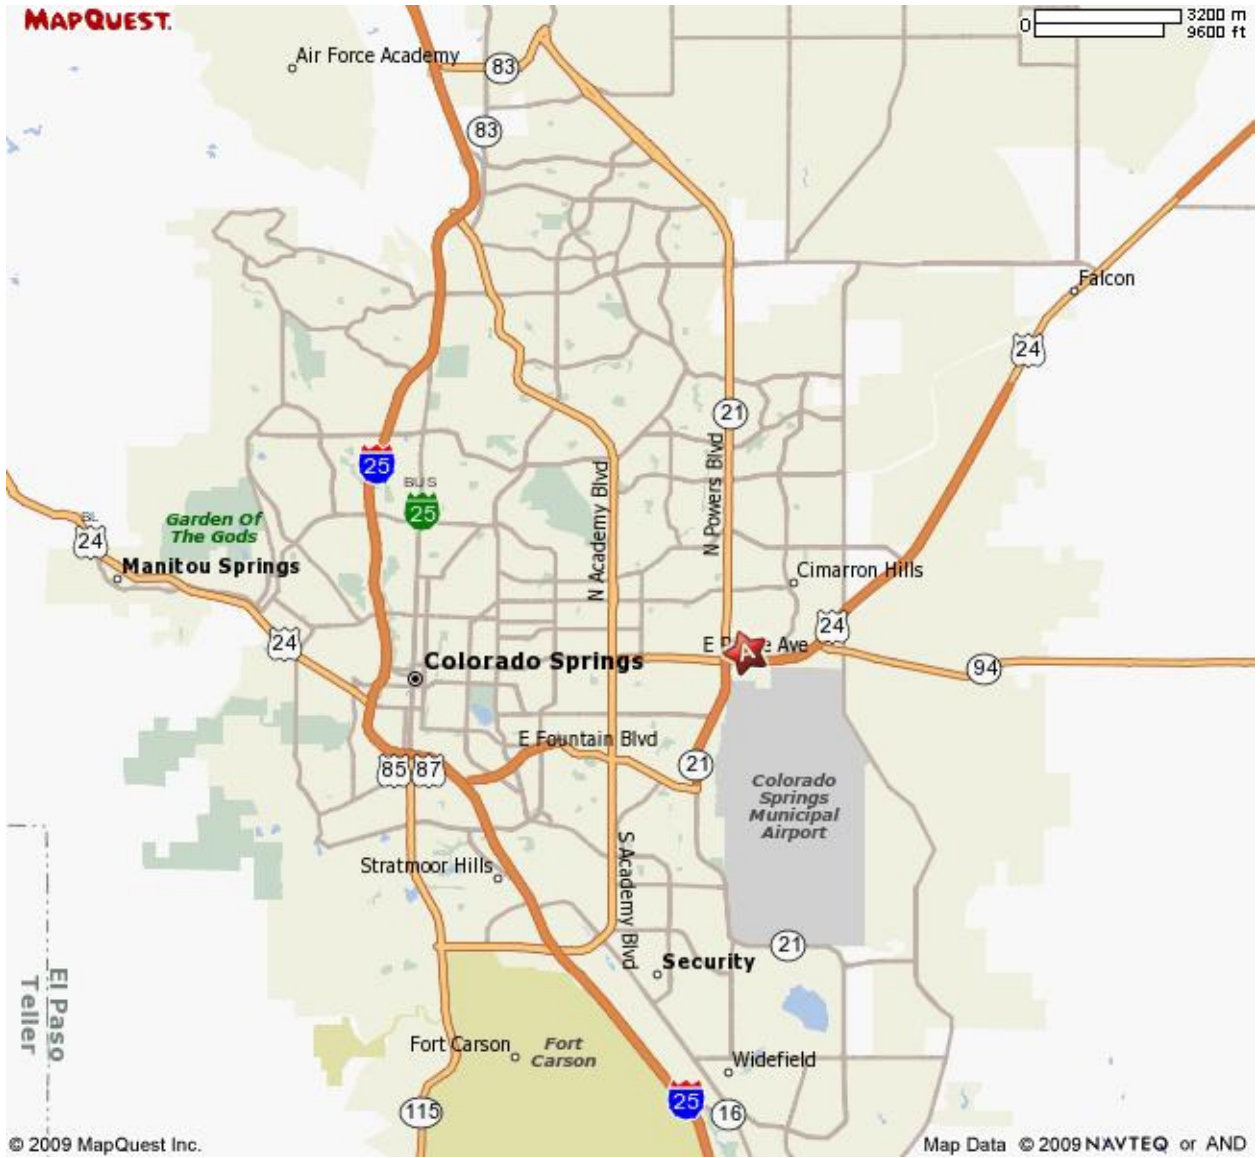 MAPQUEST.
0
3200 m
9600 ft
Air Force Academy
83
83
Falcon
24
21
25
BUS
25
N Academy Blvd
N Powers Blvd
Garden Of
The Gods
BL
24
Manitou Springs
Cimarron Hills
24
24
E
Ave
A
94
Colorado Springs
E Fountain Blvd
21
85
87
Colorado
Springs
Municipal
Airport
S Academy Blvd
Stratmoor Hills
21
Security
El Paso
Teller
Fort Carson
Fort
Carson
Widefield
25
16
115
© 2009 MapQuest Inc.
Map Data © 2009 NAVTEQ or AND